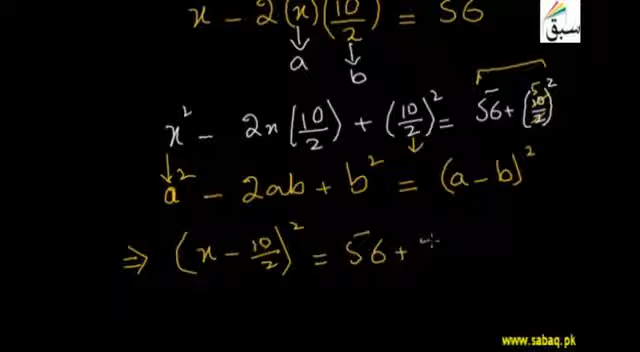 x - 2(x)(10/2) = 56
a b
سبق
x² - 2x(10/2) + (10/2)² = 56 + (10/2)² 5
a² - 2ab + b² = (a - b)²
⇒ (x - 10/2)² = 56 +
www.sabaq.pk